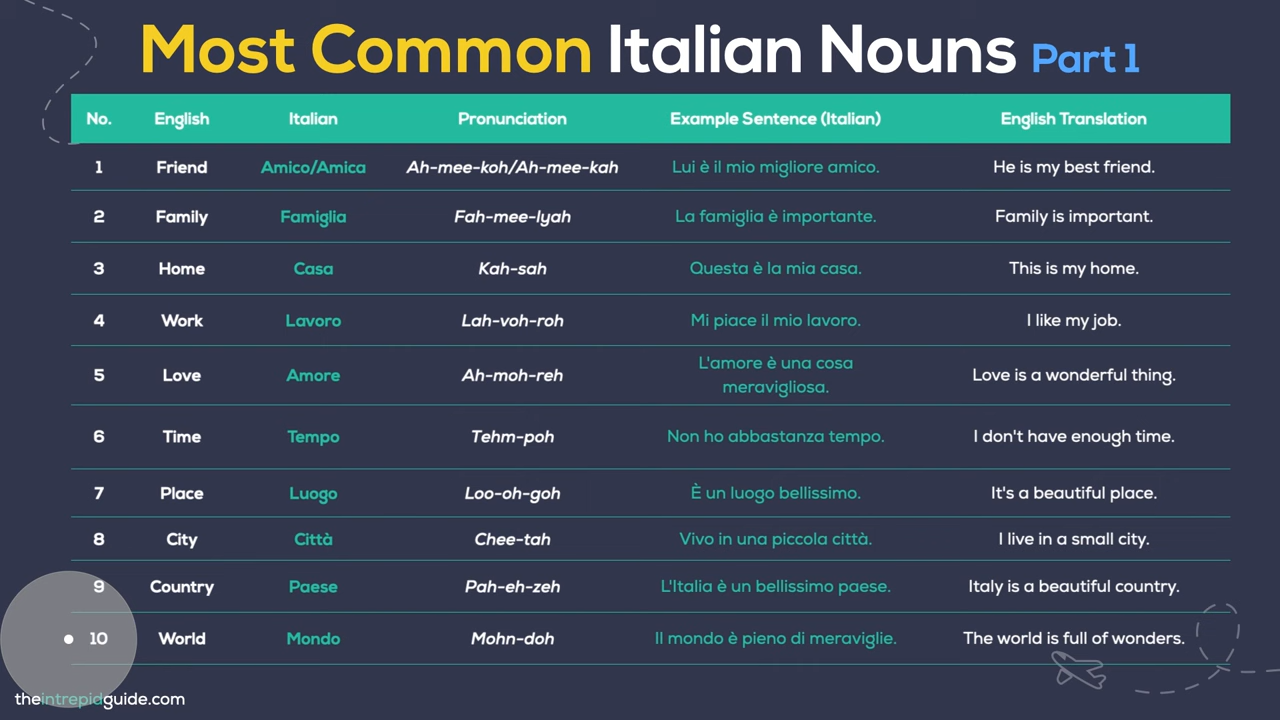 Most Common Italian Nouns Part 1
No. English Italian Pronunciation Example Sentence (Italian) English Translation
1 Friend Amico/Amica Ah-mee-koh/Ah-mee-kah Lui è il mio migliore amico. He is my best friend.
2 Family Famiglia Fah-mee-lyah La famiglia è importante. Family is important.
3 Home Casa Kah-sah Questa è la mia casa. This is my home.
4 Work Lavoro Lah-voh-roh Mi piace il mio lavoro. I like my job.
5 Love Amore Ah-moh-reh L'amore è una cosa meravigliosa. Love is a wonderful thing.
6 Time Tempo Tehm-poh Non ho abbastanza tempo. I don't have enough time.
7 Place Luogo Loo-oh-goh È un luogo bellissimo. It's a beautiful place.
8 City Città Chee-tah Vivo in una piccola città. I live in a small city.
9 Country Paese Pah-eh-zeh L'Italia è un bellissimo paese. Italy is a beautiful country.
10 World Mondo Mohn-doh Il mondo è pieno di meraviglie. The world is full of wonders.
theintrepidguide.com